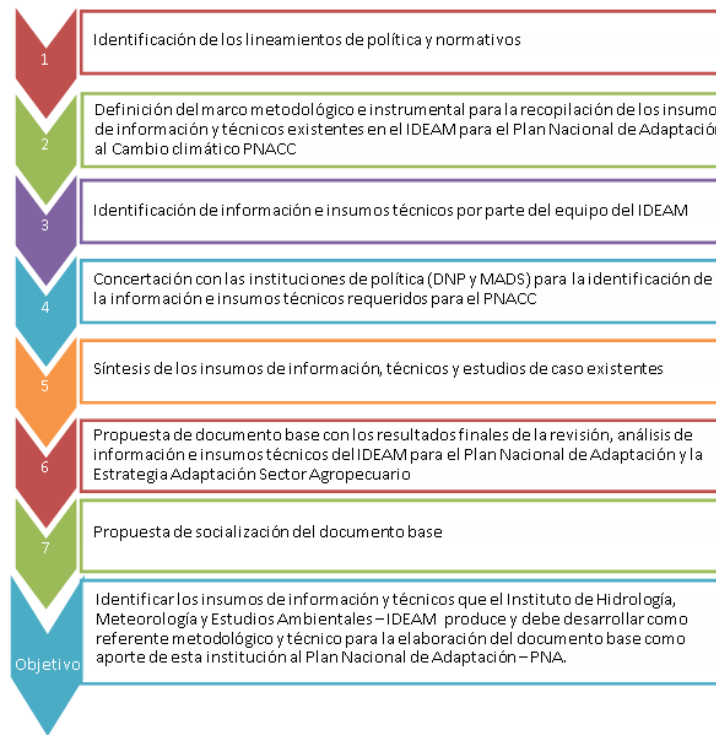 1
Identificación de los lineamientos de política y normativos
2
Definición del marco metodológico e instrumental para la recopilación de los insumo
de información y técnicos existentes en el IDEAM para el Plan Nacional de Adaptación
al Cambio climático PNACC
3
Identificación de información e insumos técnicos por parte del equipo del IDEAM
4
Concertación con las instituciones de política (DNP y MADS) para la identificación de
la información e insumos técnicos requeridos para el PNACC
5
Síntesis de los insumos de información, técnicos y estudios de caso existentes
6
Propuesta de documento base con los resultados finales de la revisión, análisis de
información e insumos técnicos del IDEAM para el Plan Nacional de Adaptación y la
Estrategia Adaptación Sector Agropecuario
7
Propuesta de socialización del documento base
Objetivo
Identificar los insumos de información y técnicos que el Instituto de Hidrología,
Meteorología y Estudios Ambientales – IDEAM produce y debe desarrollar como
referente metodológico y técnico para la elaboración del documento base como
aporte de esta institución al Plan Nacional de Adaptación – PNA.